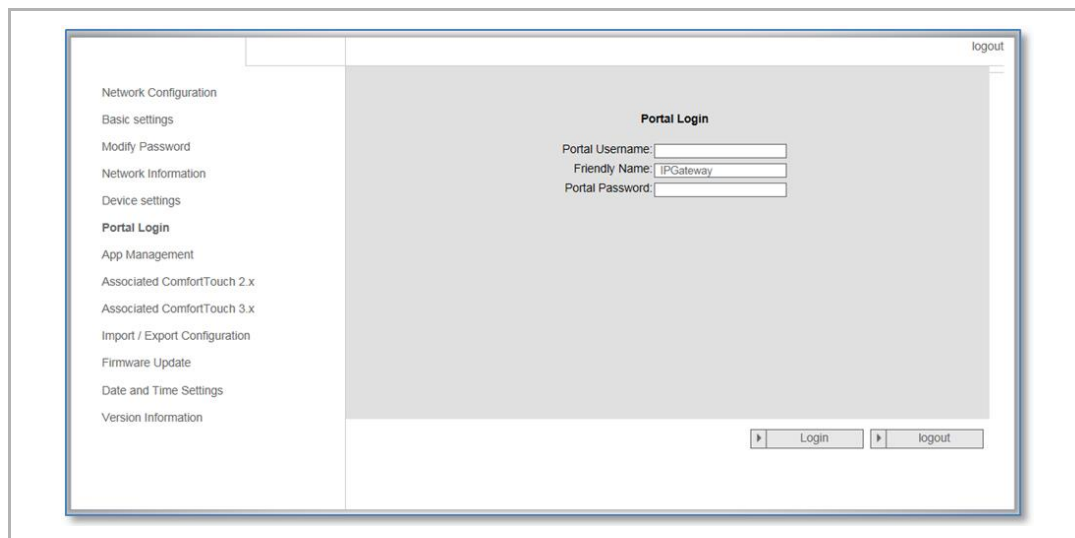 logout
Network Configuration
Basic settings
Modify Password
Network Information
Device settings
Portal Login
App Management
Associated ComfortTouch 2.x
Associated ComfortTouch 3.x
Import / Export Configuration
Firmware Update
Date and Time Settings
Version Information
Portal Login
Portal Username:
Friendly Name: IPGateway
Portal Password:
Login
logout